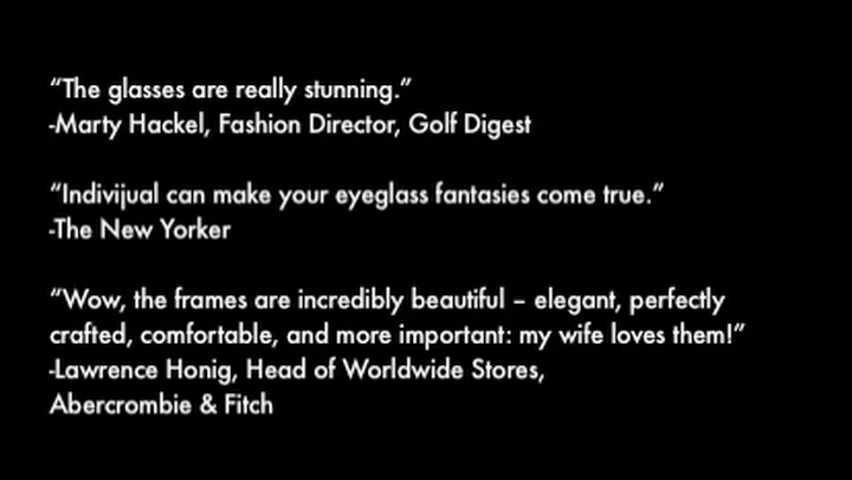 “The glasses are really stunning.”
-Marty Hackel, Fashion Director, Golf Digest
“Indivijual can make your eyeglass fantasies come true.”
-The New Yorker
“Wow, the frames are incredibly beautiful – elegant, perfectly
crafted, comfortable, and more important: my wife loves them!”
-Lawrence Honig, Head of Worldwide Stores,
Abercrombie & Fitch